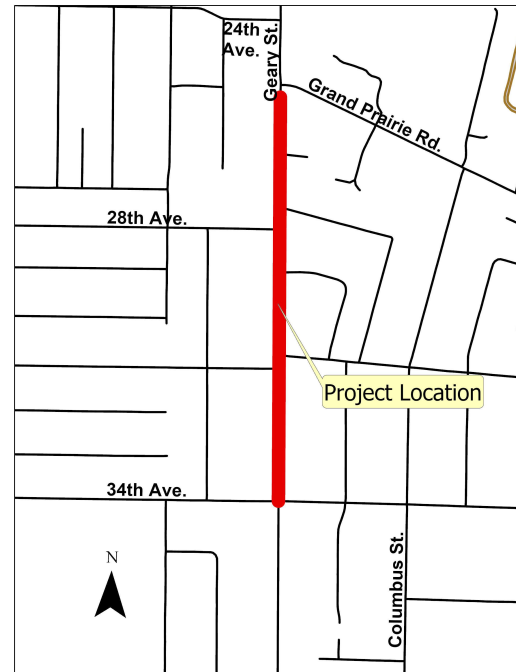 24th
Ave.
Geary St.
Grand Prairie Rd.
28th Ave.
Project Location
34th Ave.
N
Columbus St.